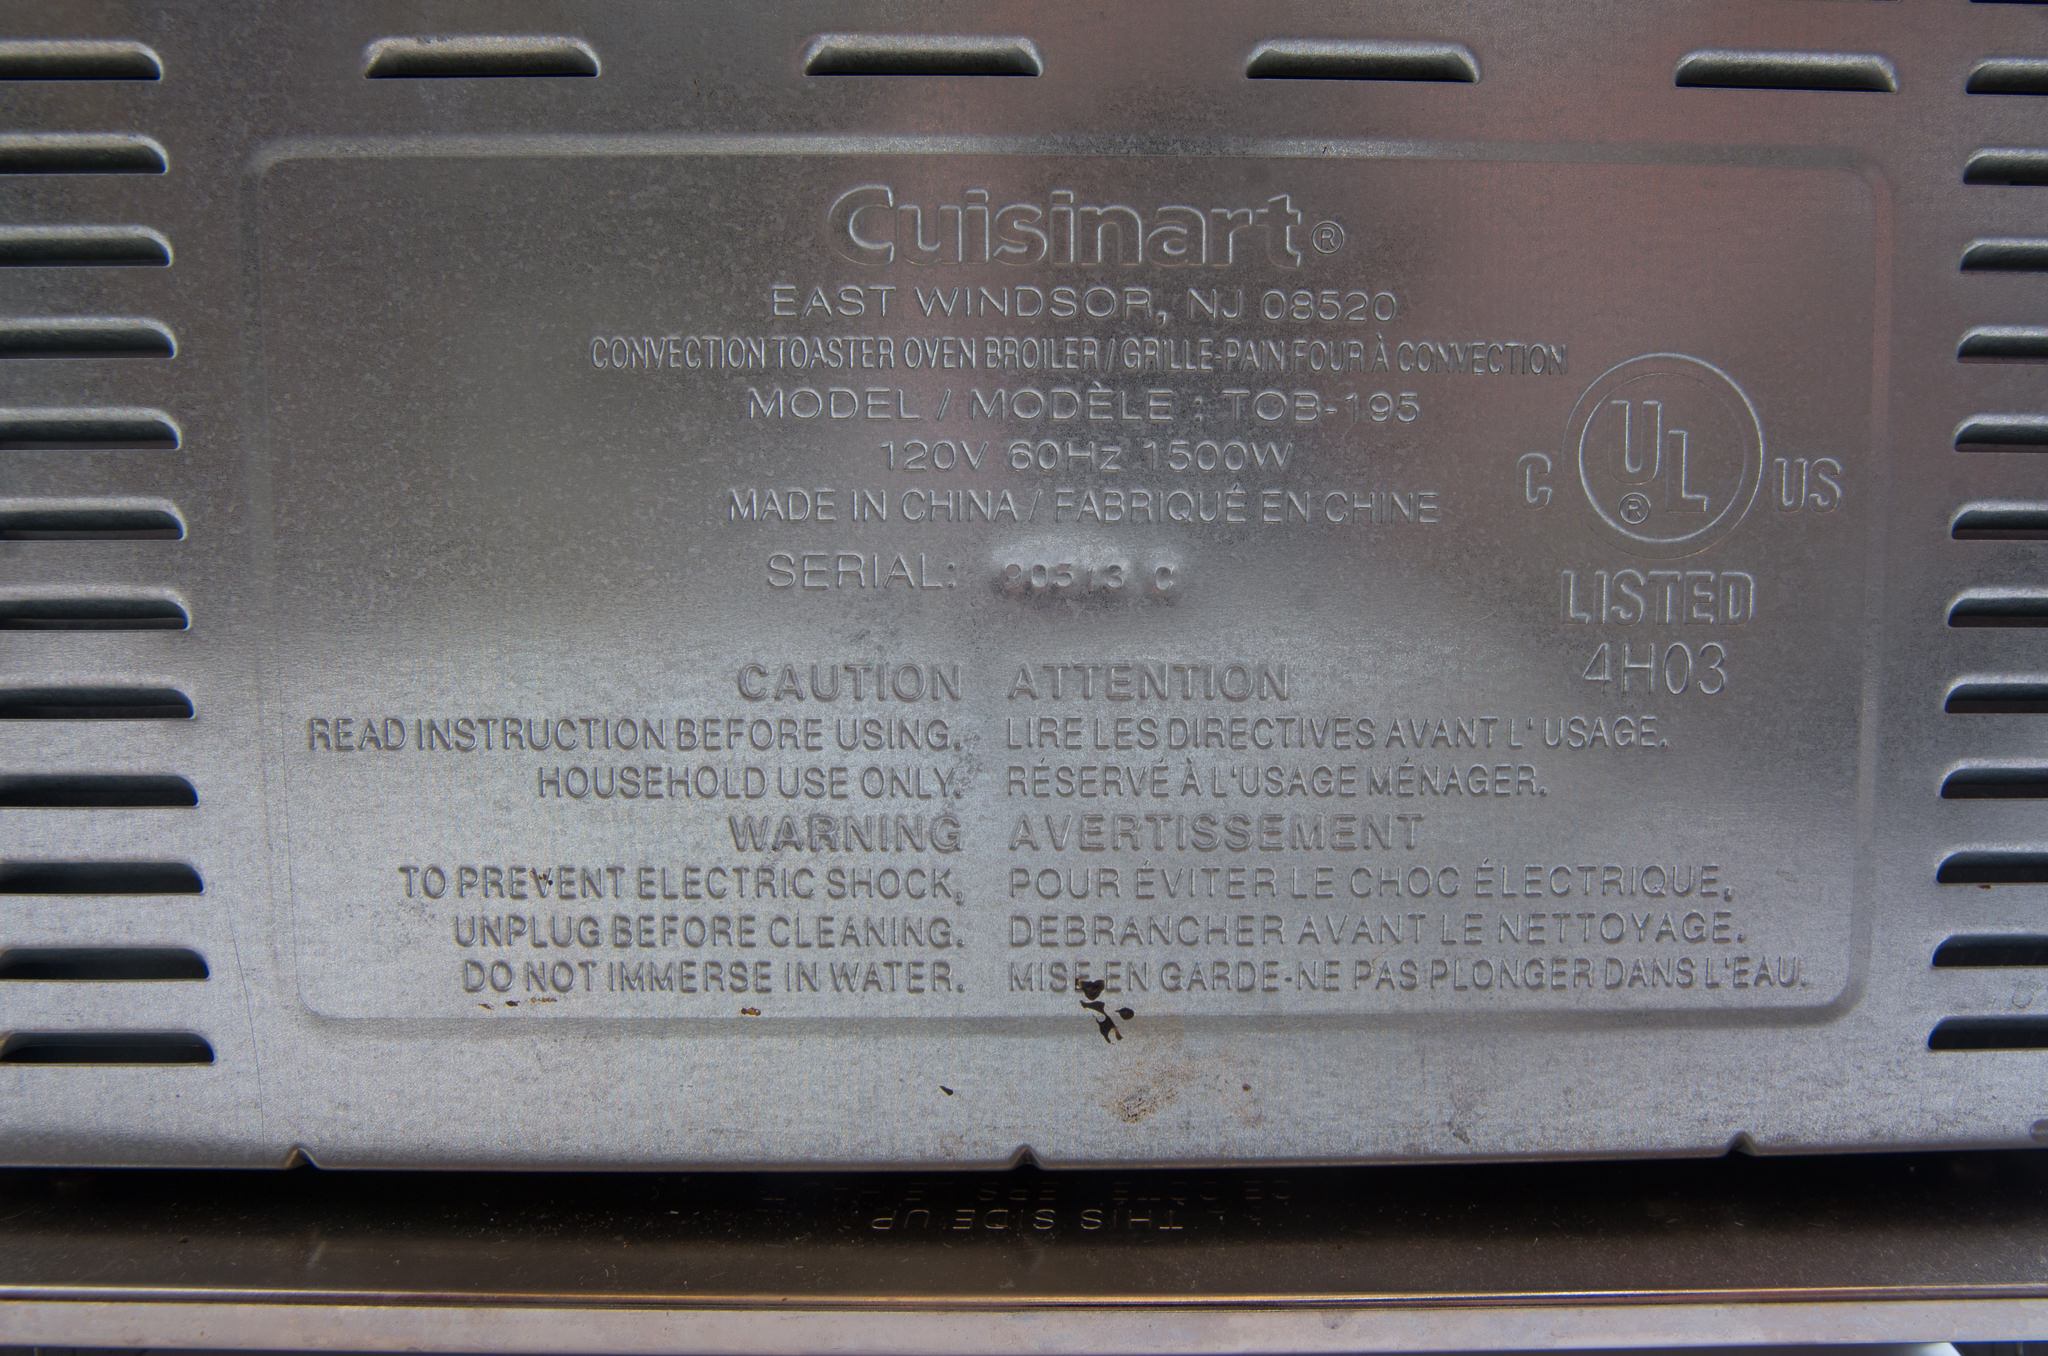 Cuisinart®
EAST WINDSOR, NJ 08520
CONVECTION TOASTER OVEN BROILER / GRILLE-PAIN FOUR À CONVECTION
MODEL / MODÈLE : TOB-195
120V 60Hz 1500W
MADE IN CHINA / FABRIQUÉ EN CHINE
C UL® US
LISTED
4H03
SERIAL: 90513 C
CAUTION
READ INSTRUCTION BEFORE USING.
HOUSEHOLD USE ONLY.
WARNING
TO PREVENT ELECTRIC SHOCK,
UNPLUG BEFORE CLEANING.
DO NOT IMMERSE IN WATER.
ATTENTION
LIRE LES DIRECTIVES AVANT L'USAGE.
RÉSERVÉ À L'USAGE MÉNAGER.
AVERTISSEMENT
POUR ÉVITER LE CHOC ÉLECTRIQUE,
DEBRANCHER AVANT LE NETTOYAGE.
MISE EN GARDE-NE PAS PLONGER DANS L'EAU.
THIS SIDE UP